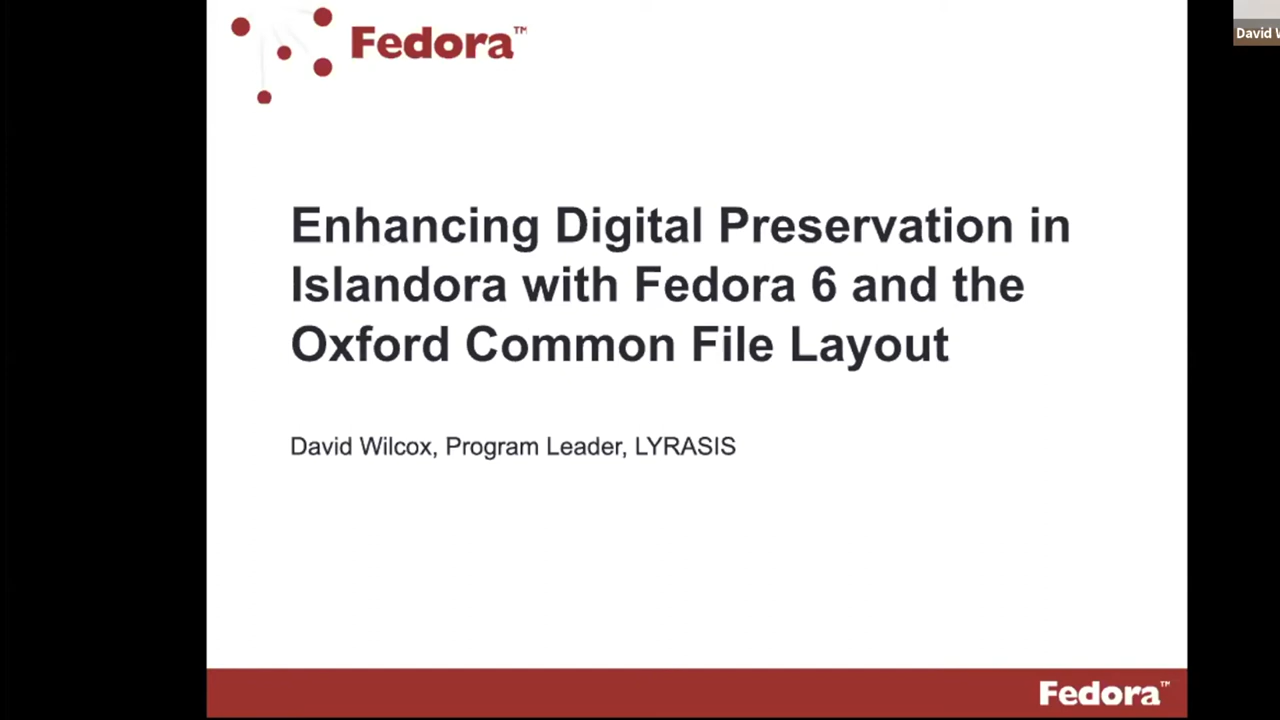 Fedora™
David W
Enhancing Digital Preservation in
Islandora with Fedora 6 and the
Oxford Common File Layout
David Wilcox, Program Leader, LYRASIS
Fedora™